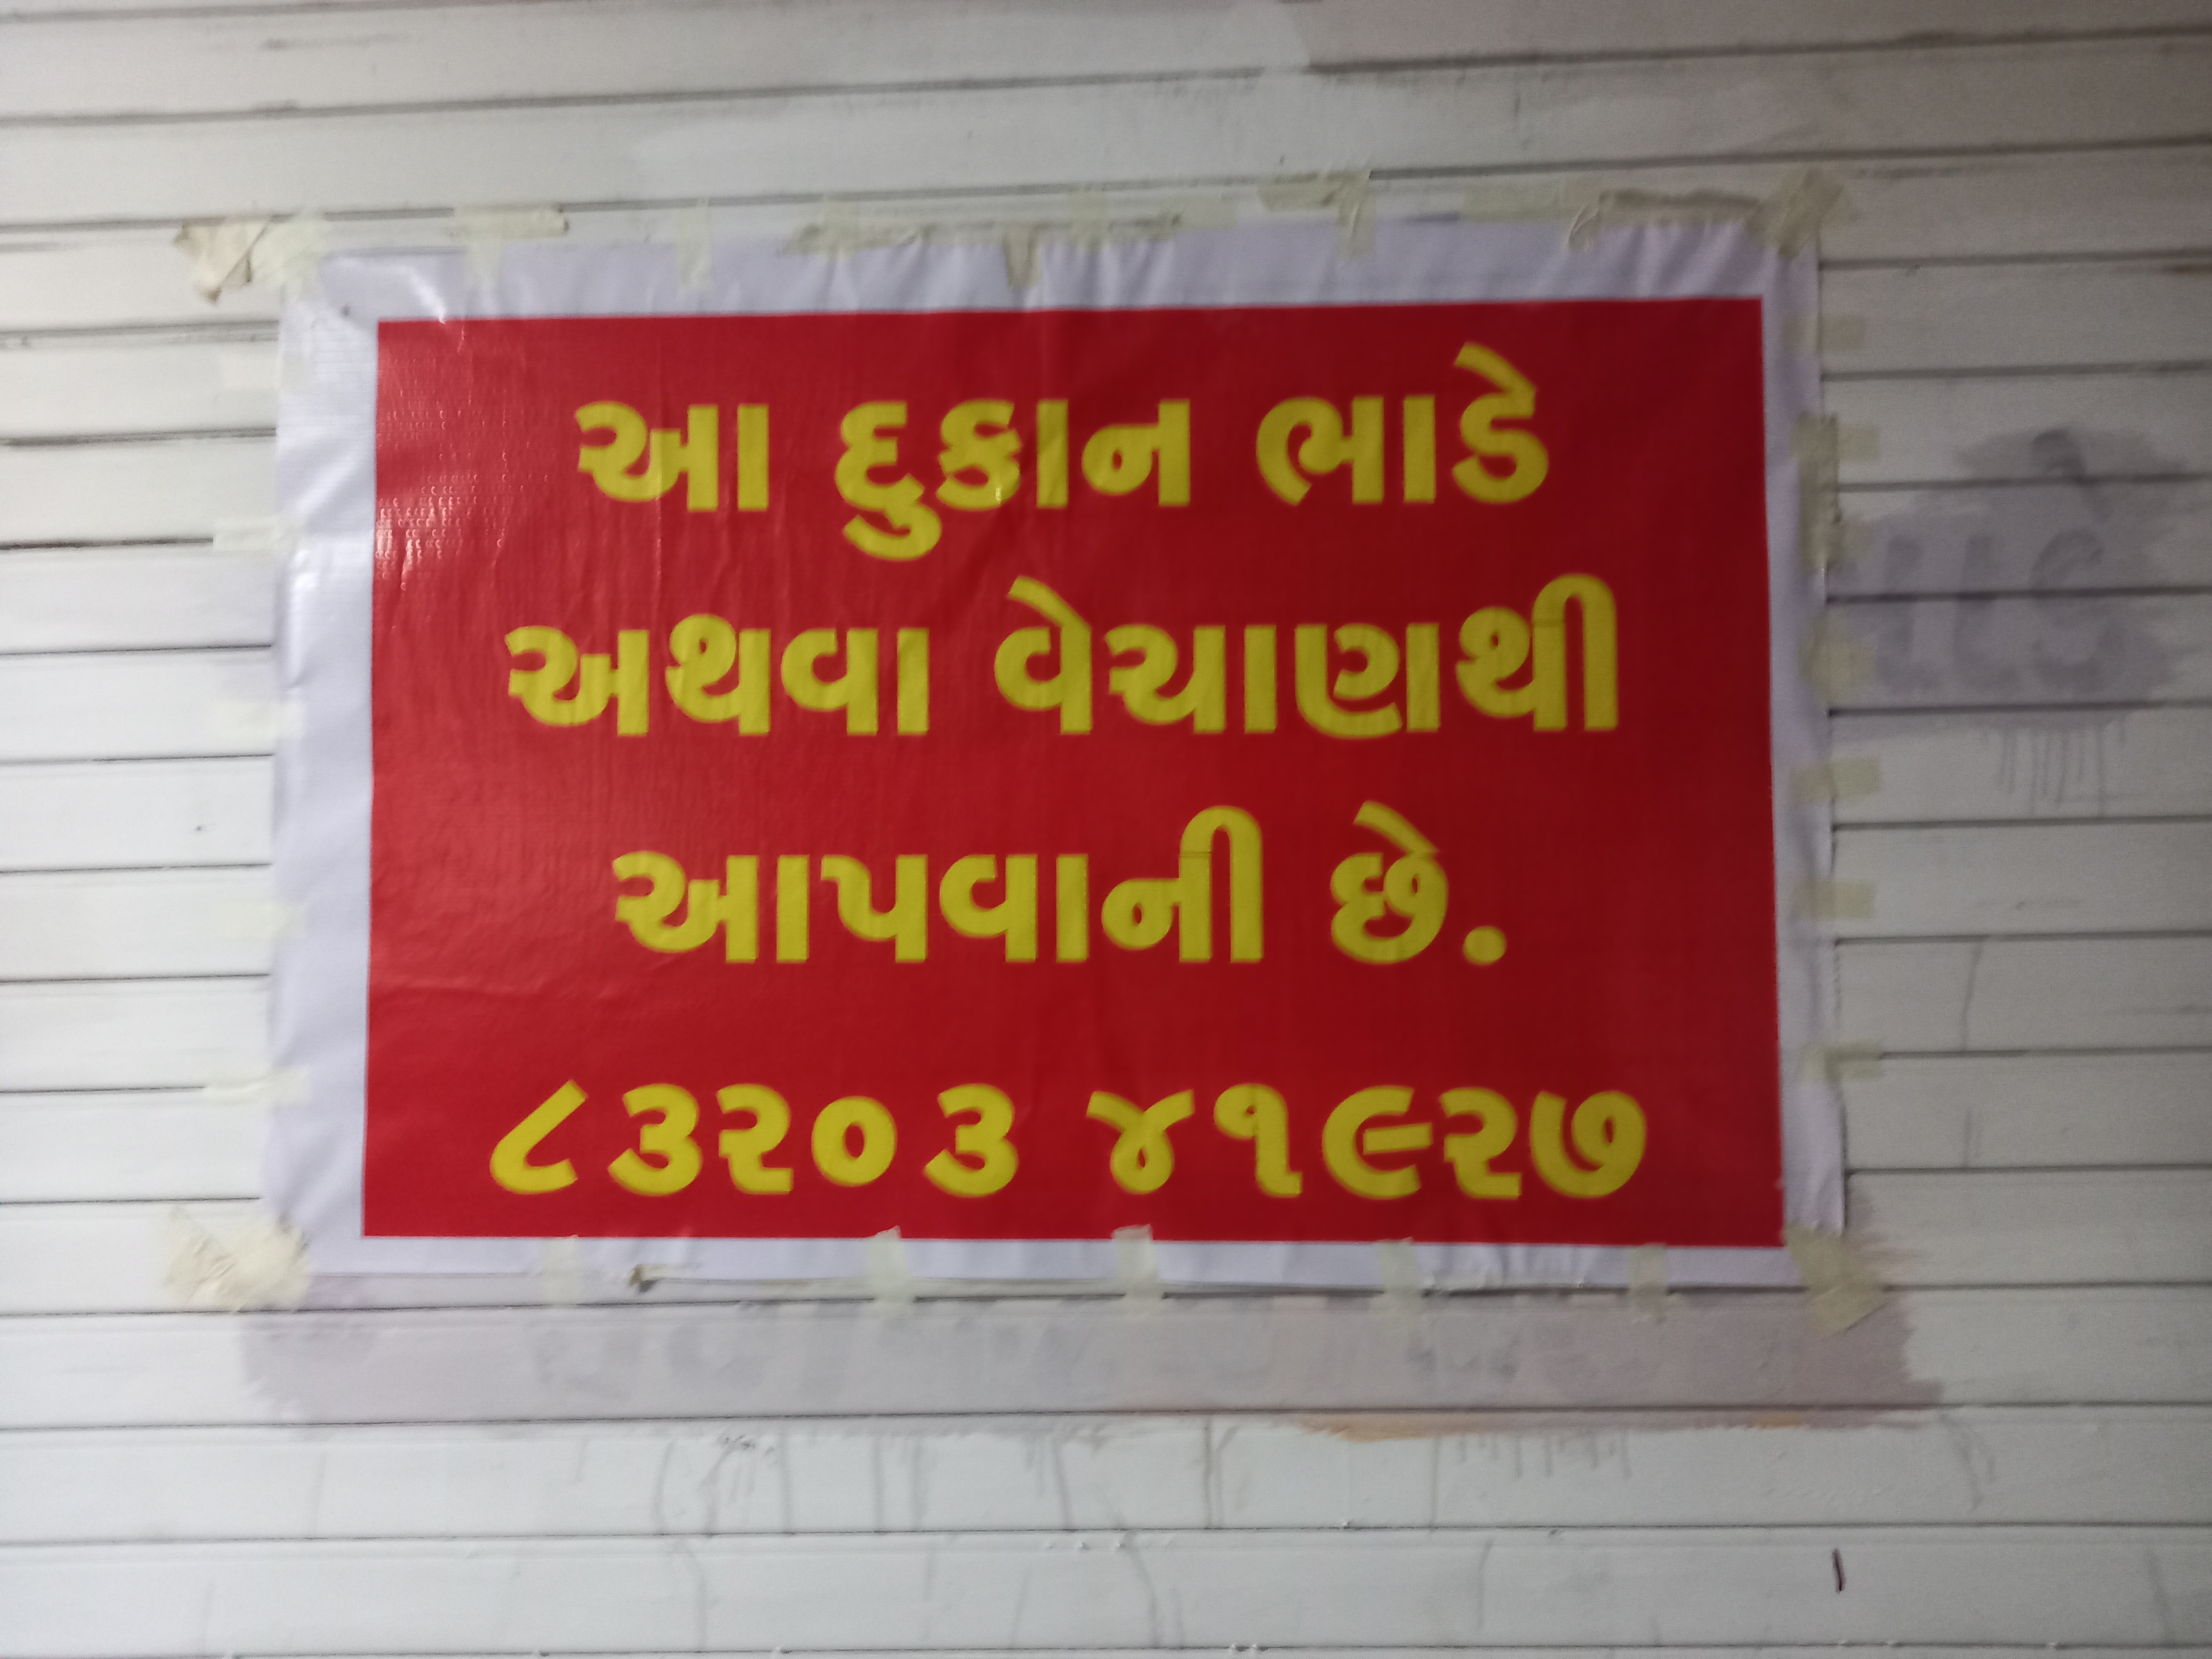 આ દુકાન ભાડે
અથવા વેચાણથી
આપવાની છે.
૮૩૨૦૩ ૪૧૯૨૭